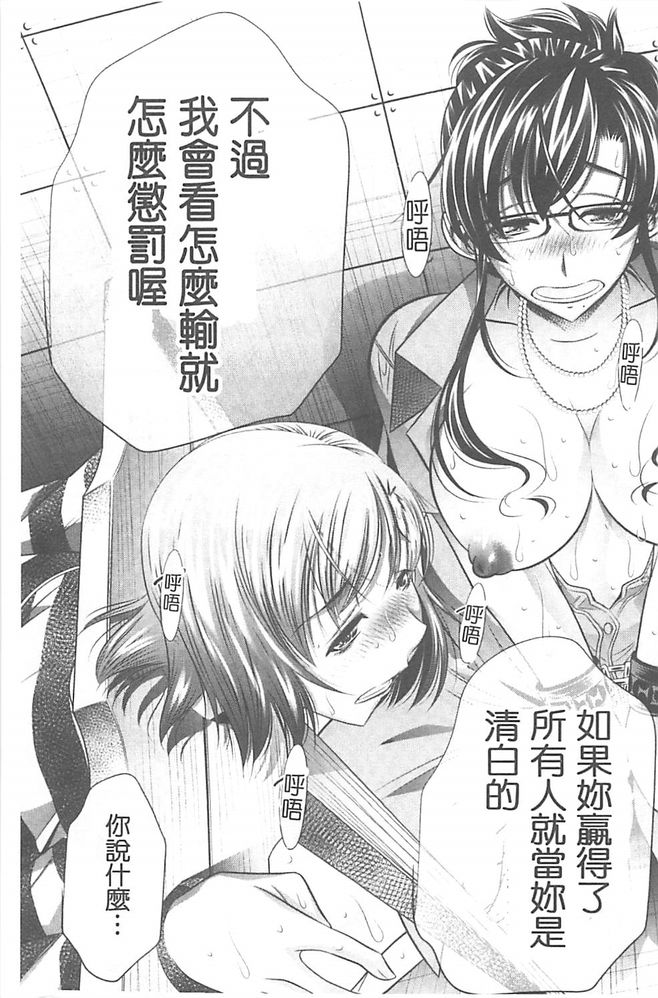 如果妳贏得了
所有人就當妳是
清白的
呼唔
呼唔
呼唔
不過
我會看怎麼輸就
怎麼懲罰喔
呼唔
呼唔
你說什麼…